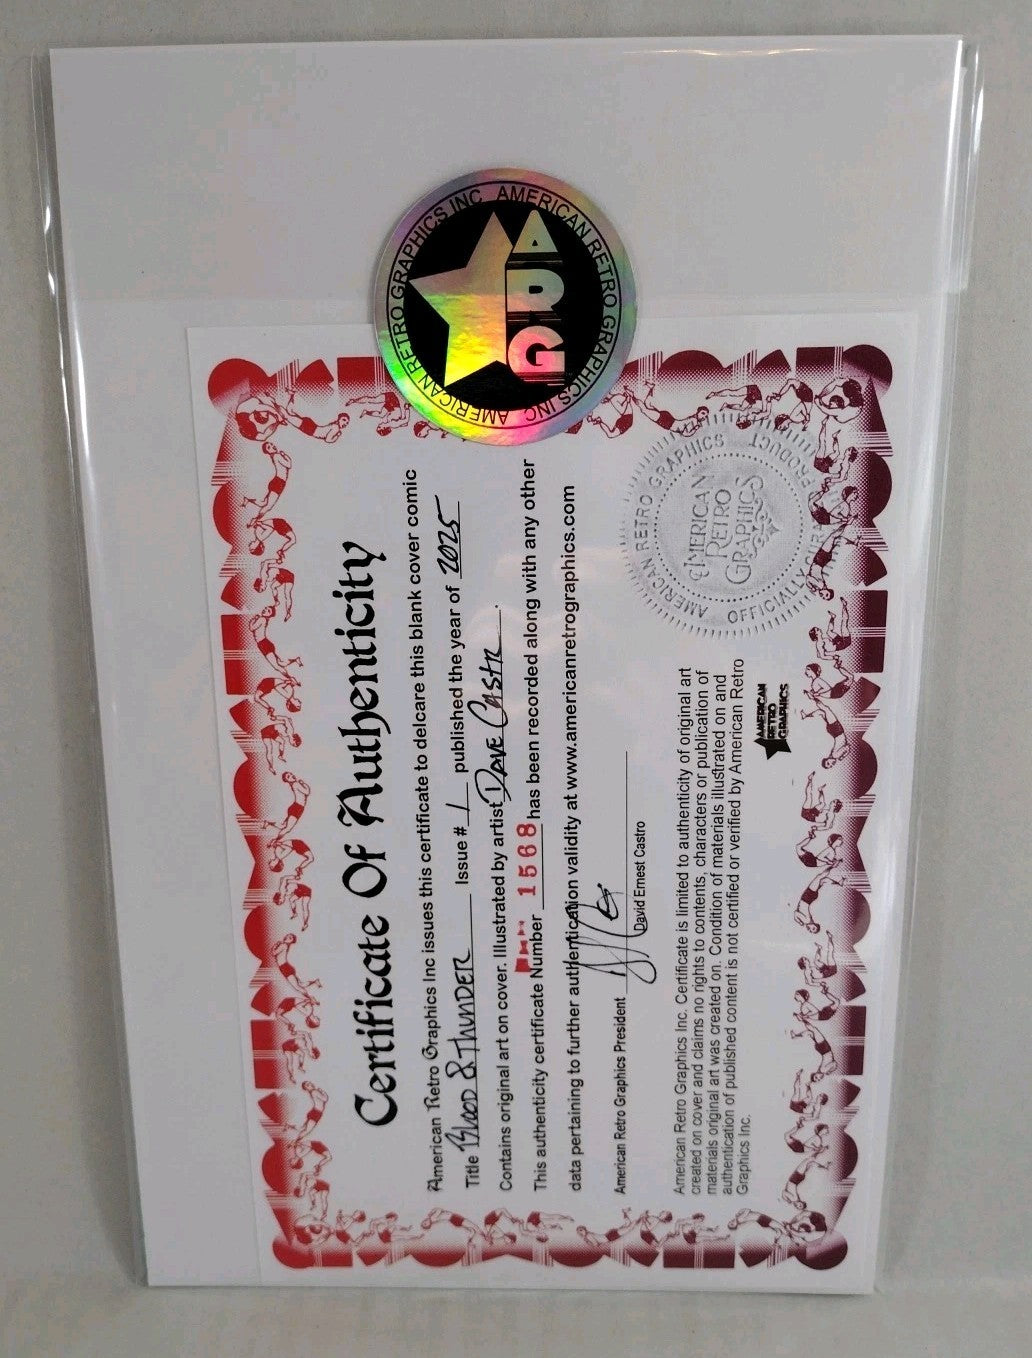 AMERICAN RETRO GRAPHICS INC
AMERICAN RETRO GRAPHICS INC
ARG
Certificate Of Authenticity
American Retro Graphics Inc issues this certificate to delcare this blank cover comic
Title Blood & Thunder Issue # 1 published the year of 2025
Contains original art on cover. Illustrated by artist Dave Castr.
This authenticity certificate Number 1568 has been recorded along with any other
data pertaining to further authentication validity at www.americanretrographics.com
American Retro Graphics President
David Ernest Castro
American Retro Graphics Inc. Certificate is limited to authenticity of original art
created on cover and claims no rights to contents, characters or publication of
materials original art was created on. Condition of materials illustrated on and
authentication of published content is not certified or verified by American Retro
Graphics Inc.
AMERICAN
RETRO
GRAPHICS
AMERICAN RETRO GRAPHICS
OFFICIALLY PRODUCT
AMERICAN
RETRO
GRAPHICS